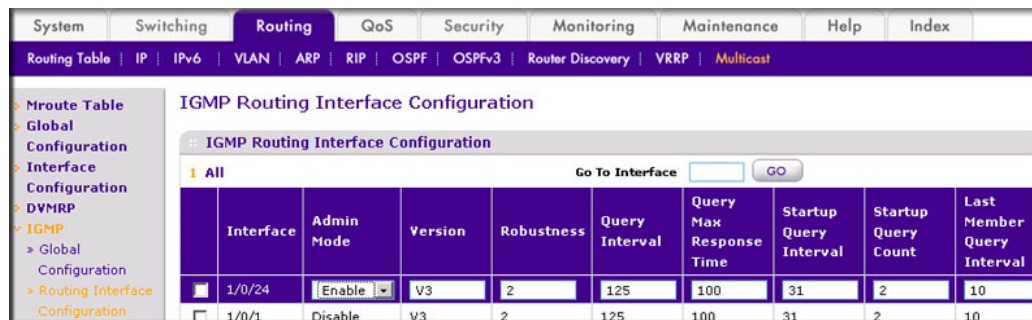 System Switching Routing QoS Security Monitoring Maintenance Help Index
Routing Table | IP | IPv6 | VLAN | ARP | RIP | OSPF | OSPFv3 | Router Discovery | VRRP | Multicast
Mroute Table
Global
Configuration
Interface
Configuration
DVMRP
IGMP
» Global
Configuration
» Routing Interface
Configuration
IGMP Routing Interface Configuration
IGMP Routing Interface Configuration
1 All Go To Interface GO
Interface
Admin
Mode
Version
Robustness
Query
Interval
Query
Max
Response
Time
Startup
Query
Interval
Startup
Query
Count
Last
Member
Query
Interval
1/0/24 Enable V3 2 125 100 31 2 10
1/0/1 Disable V3 2 125 100 31 2 10